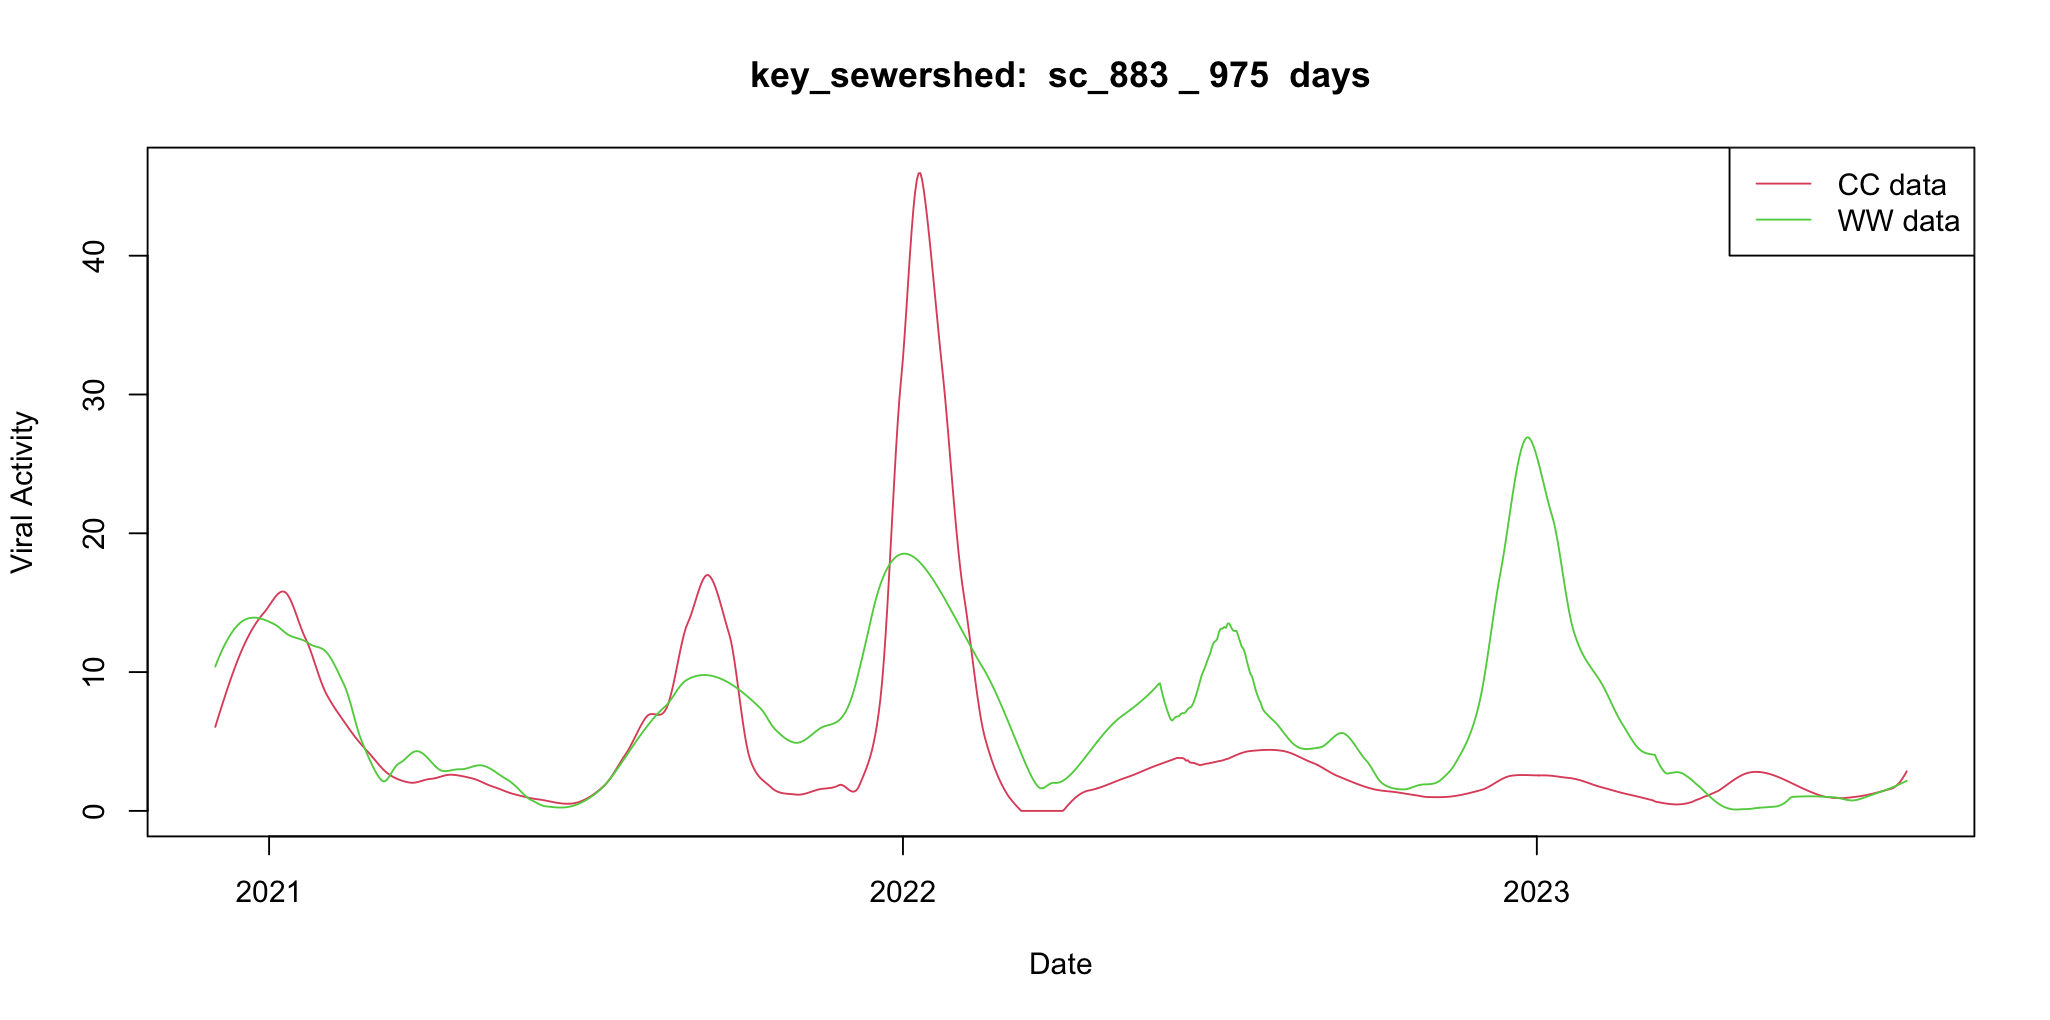 key_sewershed: sc_883 _ 975 days
CC data
WW data
Viral Activity
40
30
20
10
0
2021
2022
2023
Date